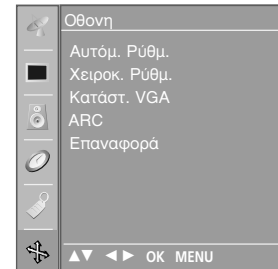 Οθονη
Αυτόμ. Ρύθμ.
Χειροκ. Ρύθμ.
Κατάστ. VGA
ARC
Επαναφορά
▲▼ ◄► OK MENU